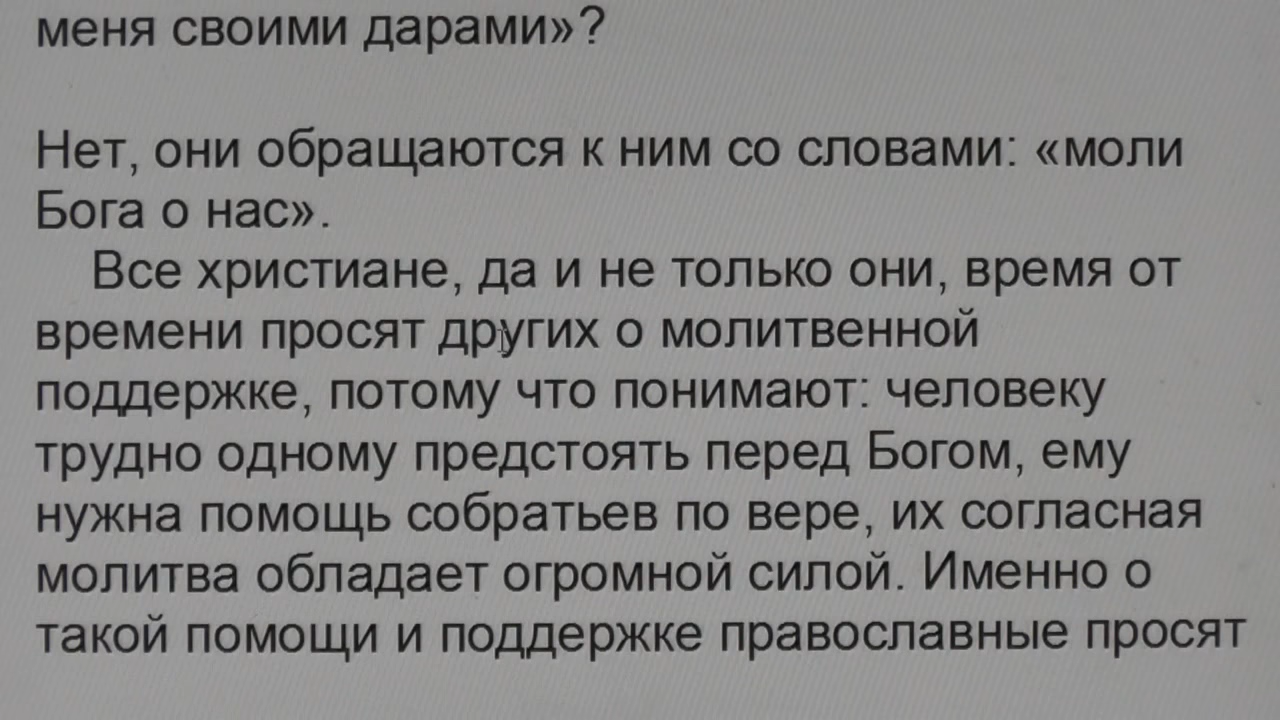 меня своими дарами»?
Нет, они обращаются к ним со словами: «моли
Бога о нас».
Все христиане, да и не только они, время от
времени просят других о молитвенной
поддержке, потому что понимают: человеку
трудно одному предстоять перед Богом, ему
нужна помощь собратьев по вере, их согласная
молитва обладает огромной силой. Именно о
такой помощи и поддержке православные просят